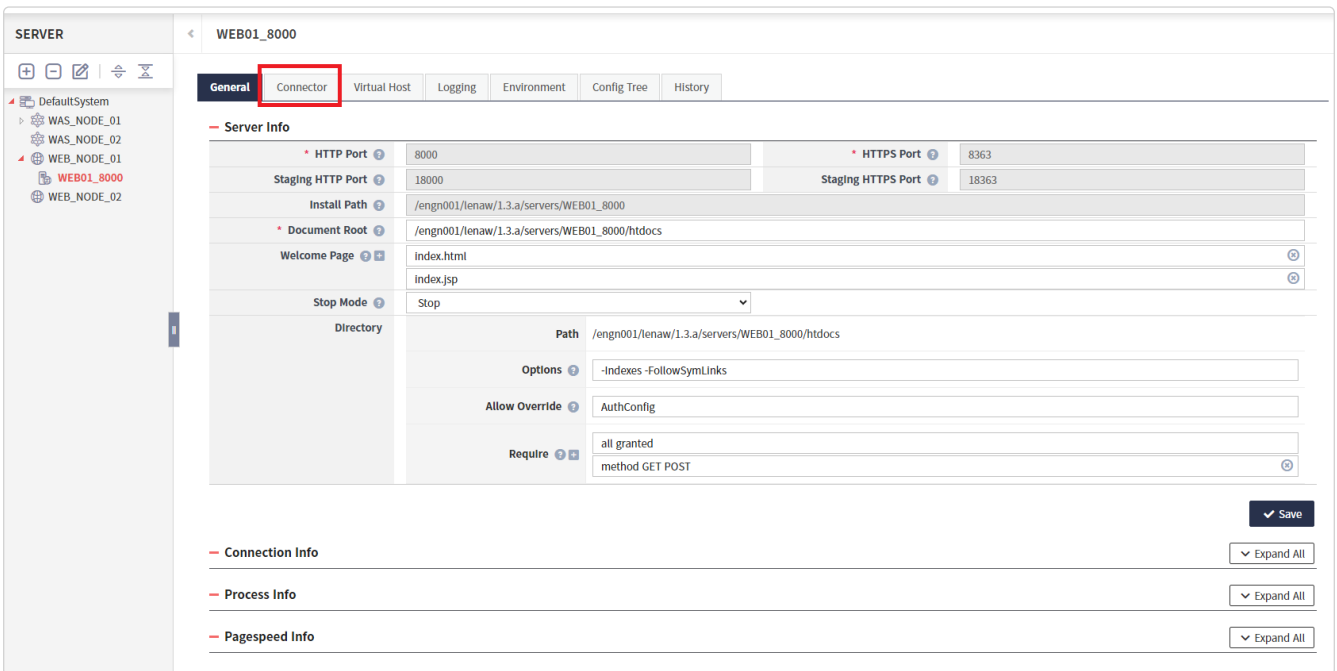 SERVER
WEB01_8000
DefaultSystem
WAS_NODE_01
WAS_NODE_02
WEB_NODE_01
WEB01_8000
WEB_NODE_02
General Connector Virtual Host Logging Environment Config Tree History
Server Info
* HTTP Port 8000 * HTTPS Port 8363
Staging HTTP Port 18000 Staging HTTPS Port 18363
Install Path /engn001/lenaw/1.3.a/servers/WEB01_8000
* Document Root /engn001/lenaw/1.3.a/servers/WEB01_8000/htdocs
Welcome Page index.html
index.jsp
Stop Mode Stop
Directory
Path /engn001/lenaw/1.3.a/servers/WEB01_8000/htdocs
Options -Indexes -FollowSymLinks
Allow Override AuthConfig
Require all granted
method GET POST
Save
Connection Info Expand All
Process Info Expand All
Pagespeed Info Expand All